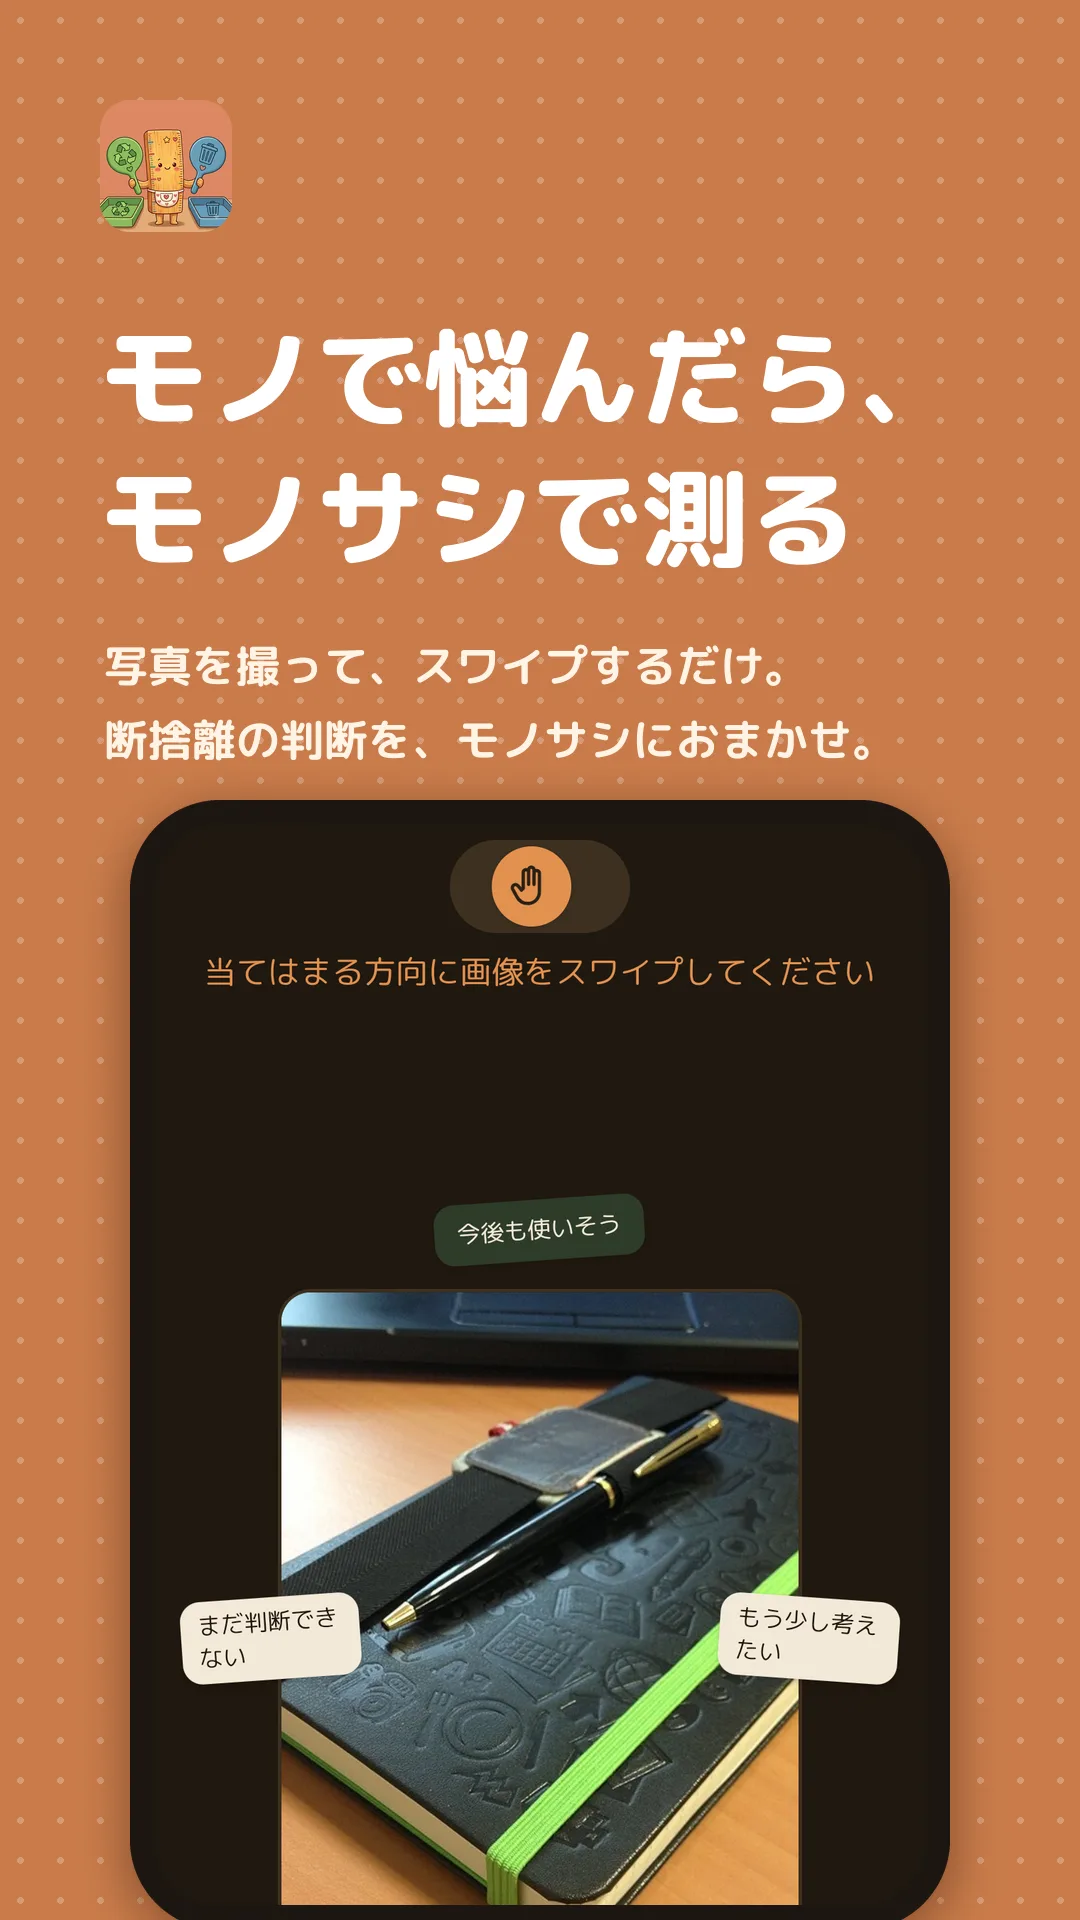 モノで悩んだら、
モノサシで測る
写真を撮って、スワイプするだけ。
断捨離の判断を、モノサシにおまかせ。
当てはまる方向に画像をスワイプしてください
今後も使いそう
まだ判断でき
ない
もう少し考え
たい